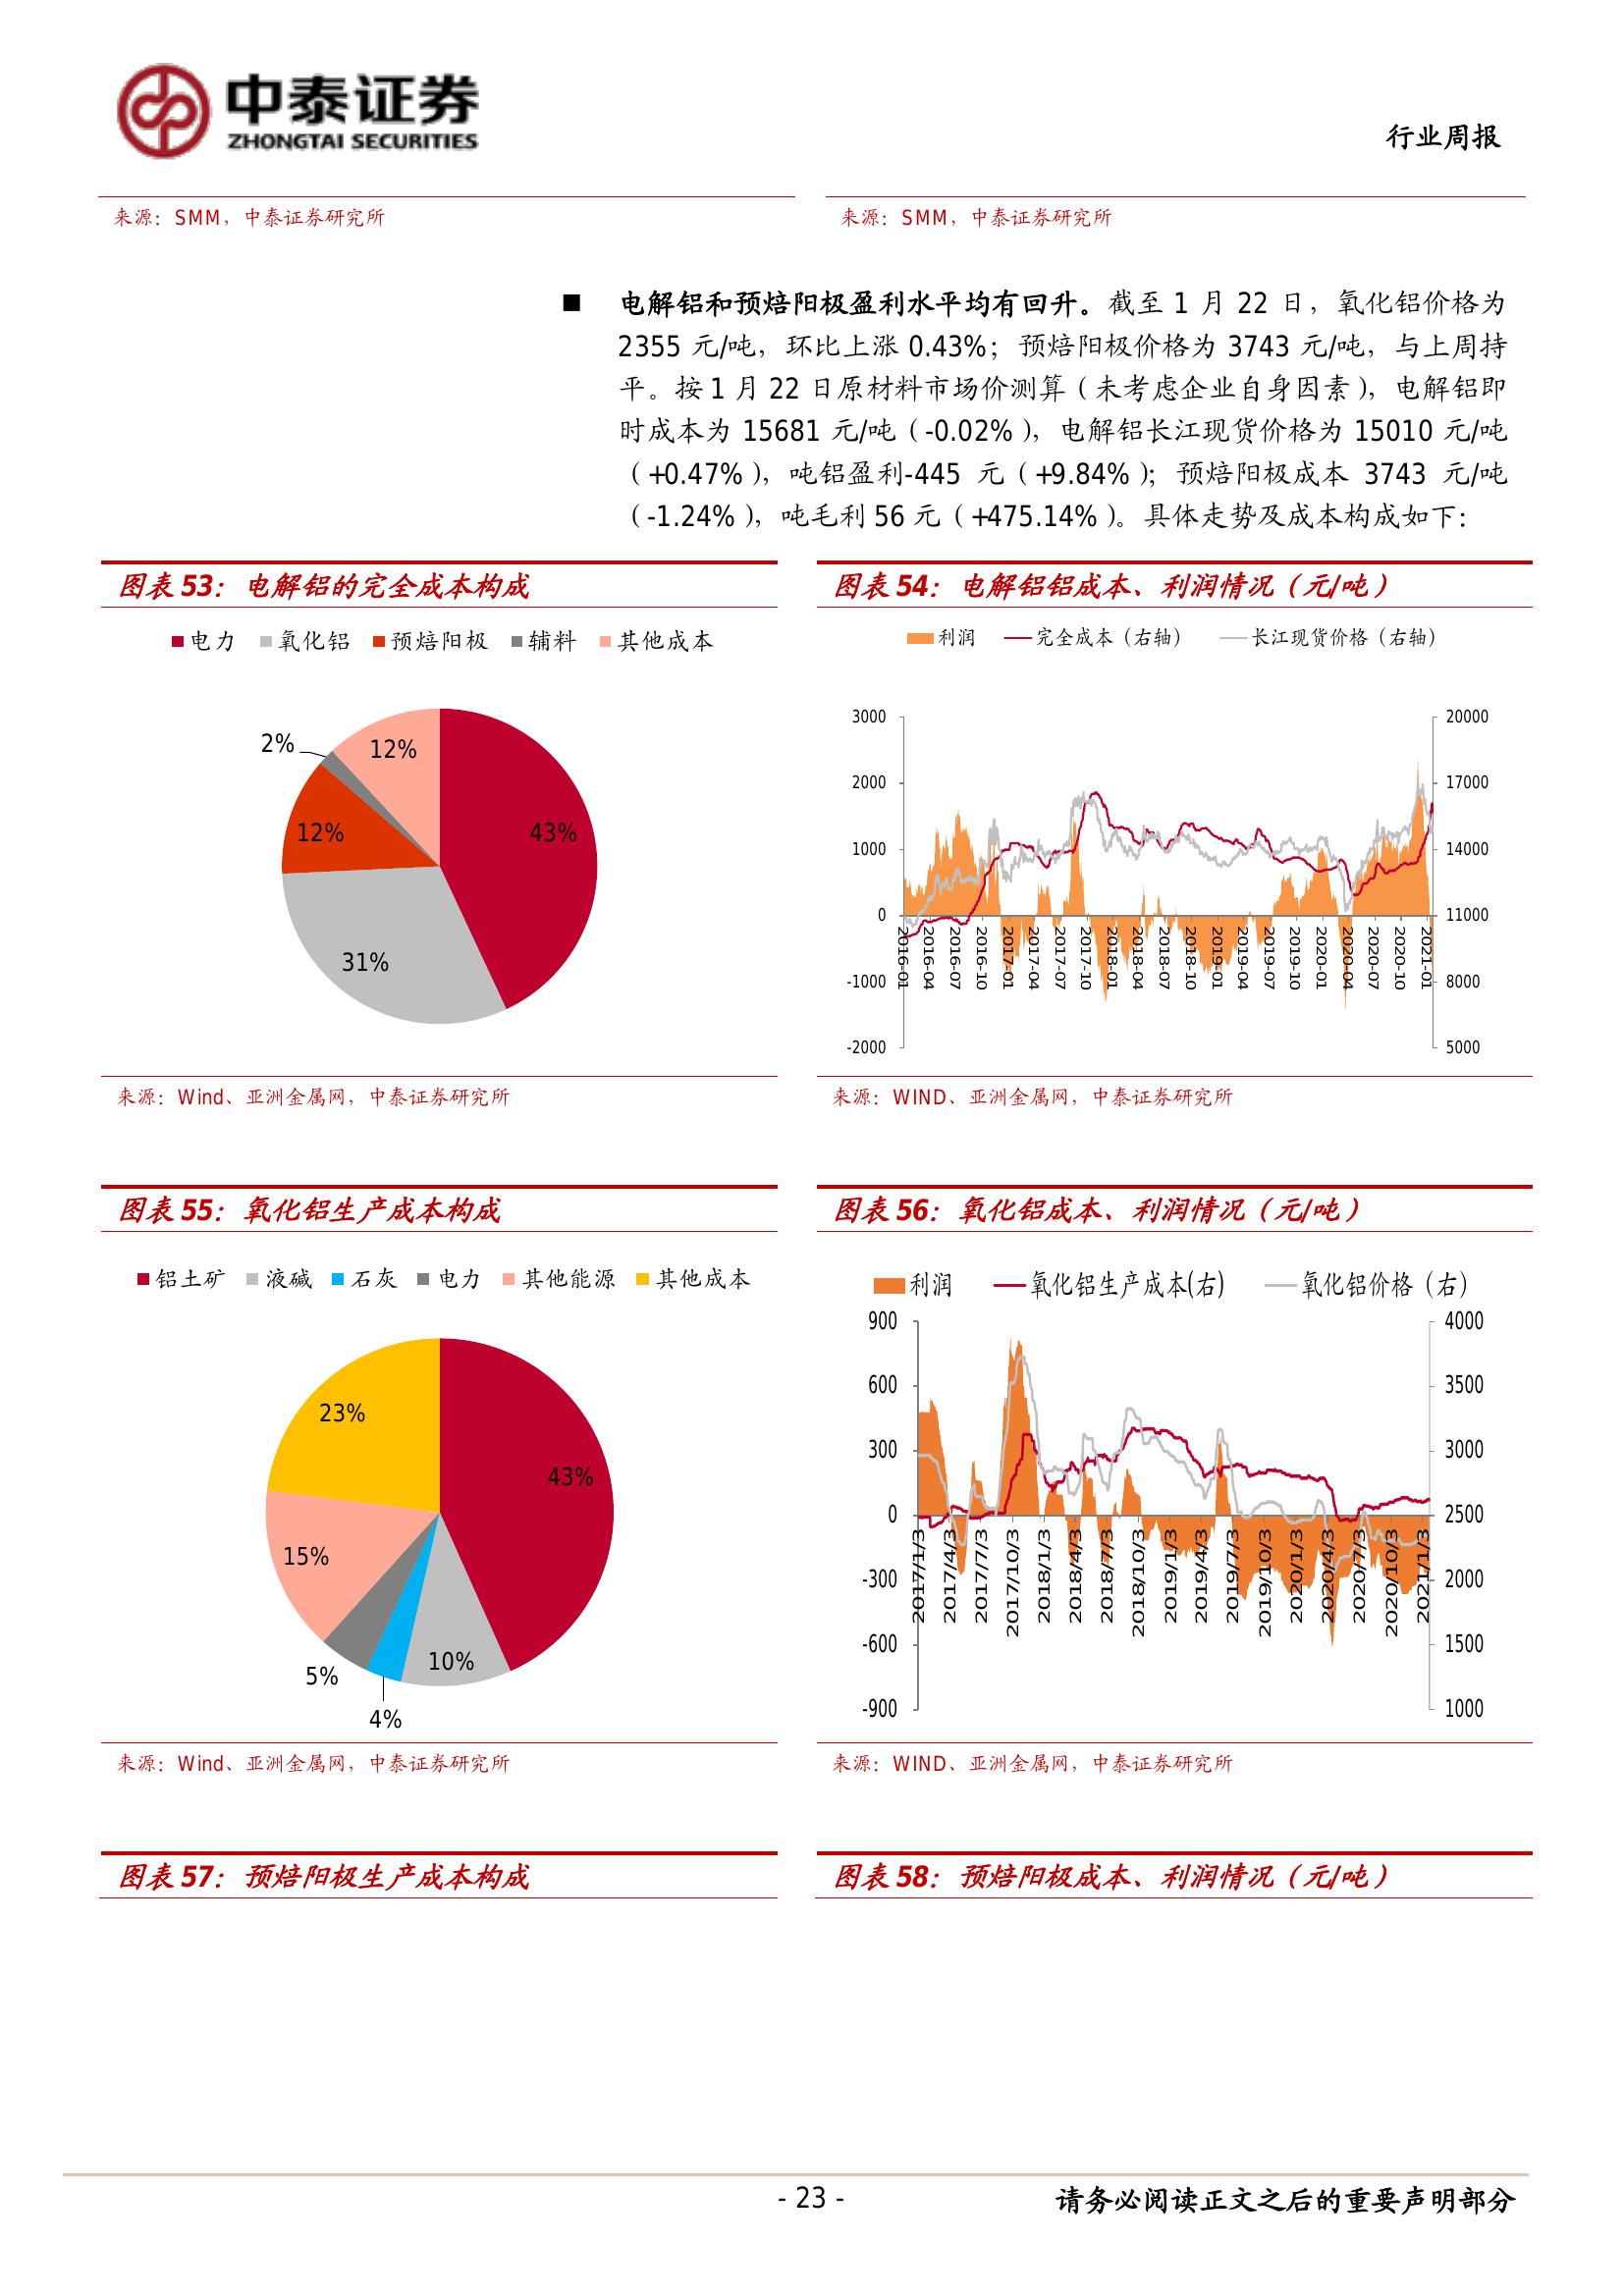 中泰证券
ZHONGTAI SECURITIES
行业周报
来源：SMM，中泰证券研究所
来源：SMM，中泰证券研究所
■ 电解铝和预焙阳极盈利水平均有回升。截至 1 月 22 日，氧化铝价格为
2355 元/吨，环比上涨 0.43%；预焙阳极价格为 3743 元/吨，与上周持
平。按 1 月 22 日原材料市场价测算（未考虑企业自身因素），电解铝即
时成本为 15681 元/吨（-0.02%），电解铝长江现货价格为 15010 元/吨
（+0.47%），吨铝盈利-445 元（+9.84%）；预焙阳极成本 3743 元/吨
（-1.24%），吨毛利 56 元（+475.14%）。具体走势及成本构成如下：
图表 53：电解铝的完全成本构成
电力 氧化铝 预焙阳极 辅料 其他成本
2%
12%
12%
43%
31%
来源：Wind、亚洲金属网，中泰证券研究所
图表 54：电解铝铝成本、利润情况（元/吨）
利润 完全成本（右轴） 长江现货价格（右轴）
3000
2000
1000
0
-1000
-2000
20000
17000
14000
11000
8000
5000
2016-01
2016-04
2016-07
2016-10
2017-01
2017-04
2017-07
2017-10
2018-01
2018-04
2018-07
2018-10
2019-01
2019-04
2019-07
2019-10
2020-01
2020-04
2020-07
2020-10
2021-01
来源：WIND、亚洲金属网，中泰证券研究所
图表 55：氧化铝生产成本构成
铝土矿 液碱 石灰 电力 其他能源 其他成本
23%
43%
15%
10%
5%
4%
来源：Wind、亚洲金属网，中泰证券研究所
图表 56：氧化铝成本、利润情况（元/吨）
利润 氧化铝生产成本(右) 氧化铝价格（右）
900
600
300
0
-300
-600
-900
4000
3500
3000
2500
2000
1500
1000
2017/1/3
2017/4/3
2017/7/3
2017/10/3
2018/1/3
2018/4/3
2018/7/3
2018/10/3
2019/1/3
2019/4/3
2019/7/3
2019/10/3
2020/1/3
2020/4/3
2020/7/3
2020/10/3
2021/1/3
来源：WIND、亚洲金属网，中泰证券研究所
图表 57：预焙阳极生产成本构成
图表 58：预焙阳极成本、利润情况（元/吨）
- 23 -
请务必阅读正文之后的重要声明部分